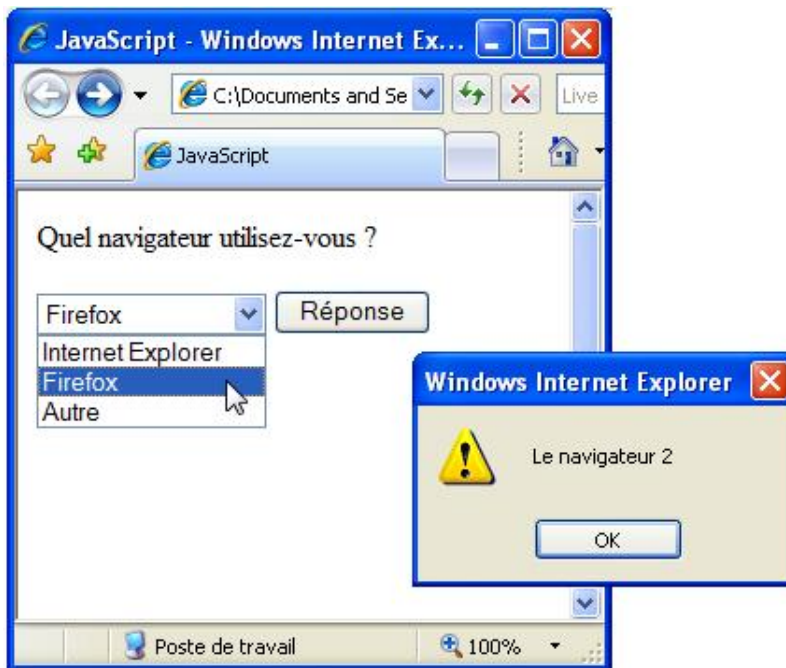 JavaScript - Windows Internet Ex...
C:\Documents and Se
Live
JavaScript
Quel navigateur utilisez-vous ?
Firefox
Réponse
Internet Explorer
Firefox
Autre
Windows Internet Explorer
Le navigateur 2
OK
Poste de travail
100%